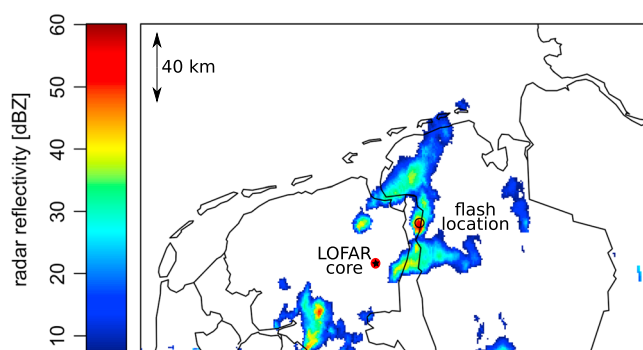 60
50
40
30
20
10
radar reflectivity [dBZ]
40 km
flash
location
LOFAR
core